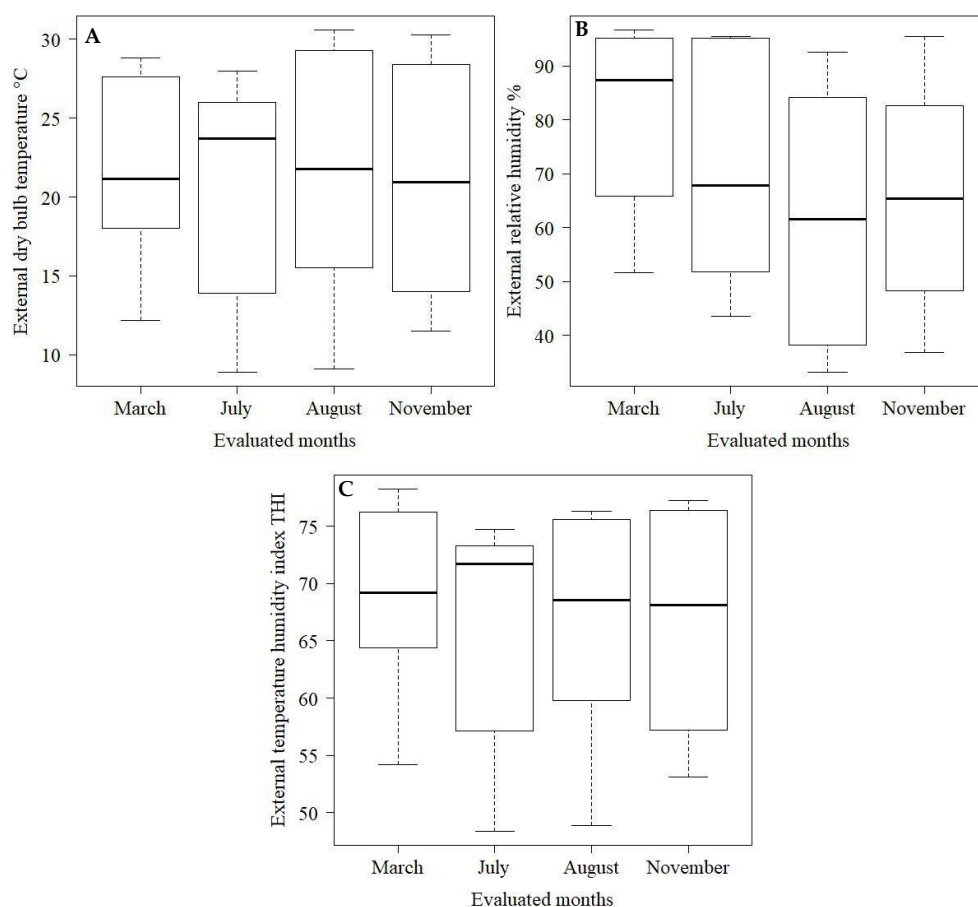 A
External dry bulb temperature °C
30
25
20
15
10
March July August November
Evaluated months
B
External relative humidity %
90
80
70
60
50
40
March July August November
Evaluated months
C
External temperature humidity index THI
75
70
65
60
55
50
March July August November
Evaluated months